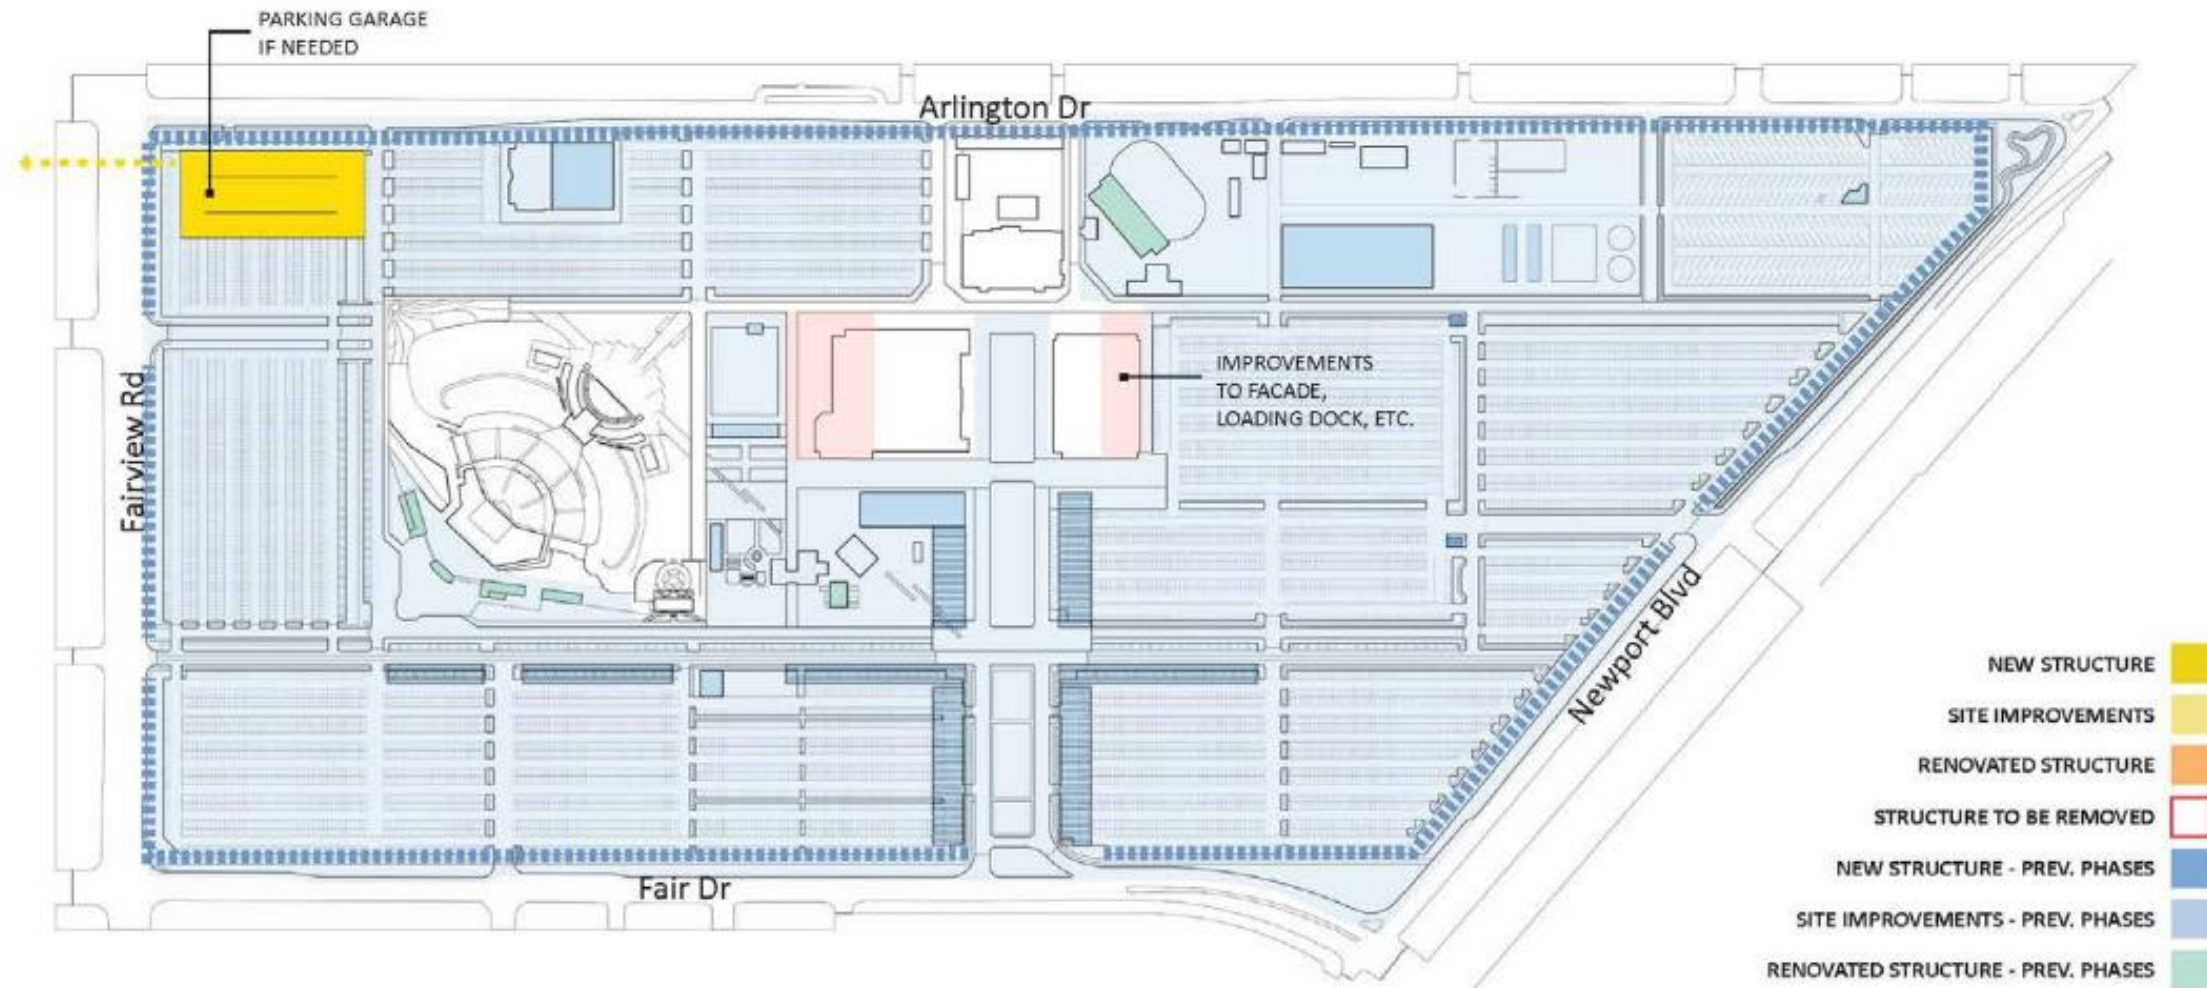 PARKING GARAGE
IF NEEDED
Arlington Dr
Fairview Rd
IMPROVEMENTS
TO FACADE,
LOADING DOCK, ETC.
Newport Blvd
Fair Dr
NEW STRUCTURE
SITE IMPROVEMENTS
RENOVATED STRUCTURE
STRUCTURE TO BE REMOVED
NEW STRUCTURE - PREV. PHASES
SITE IMPROVEMENTS - PREV. PHASES
RENOVATED STRUCTURE - PREV. PHASES